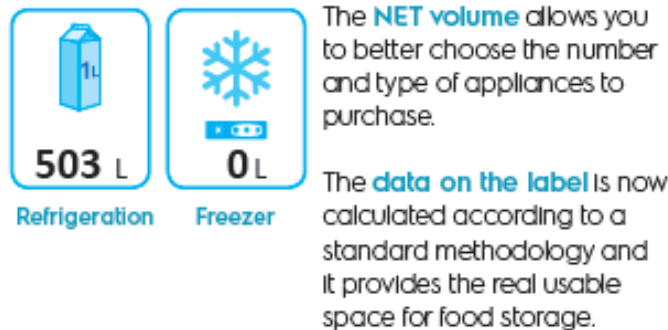 1L
503 L
Refrigeration
0 L
Freezer
The NET volume allows you
to better choose the number
and type of appliances to
purchase.
The data on the label is now
calculated according to a
standard methodology and
it provides the real usable
space for food storage.